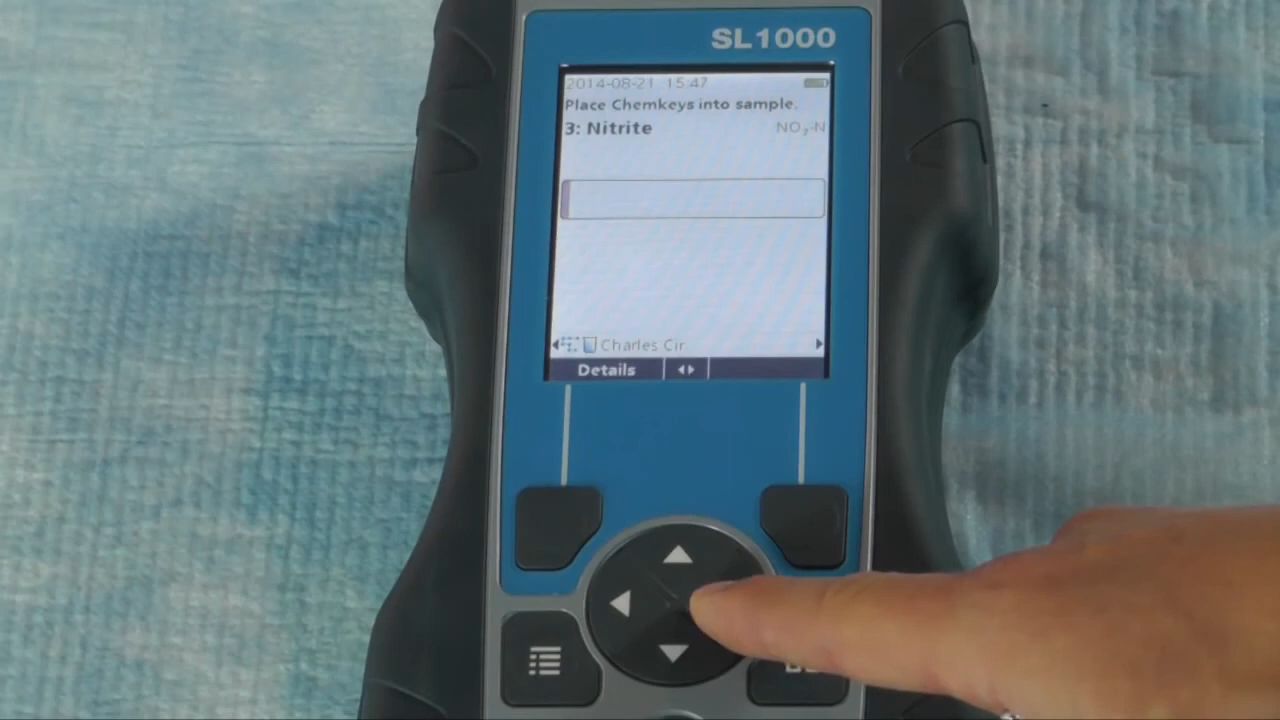 SL1000
2014-08-21 15:47
Place Chemkeys into sample.
3: Nitrite NO₂-N
Charles Cir
Details